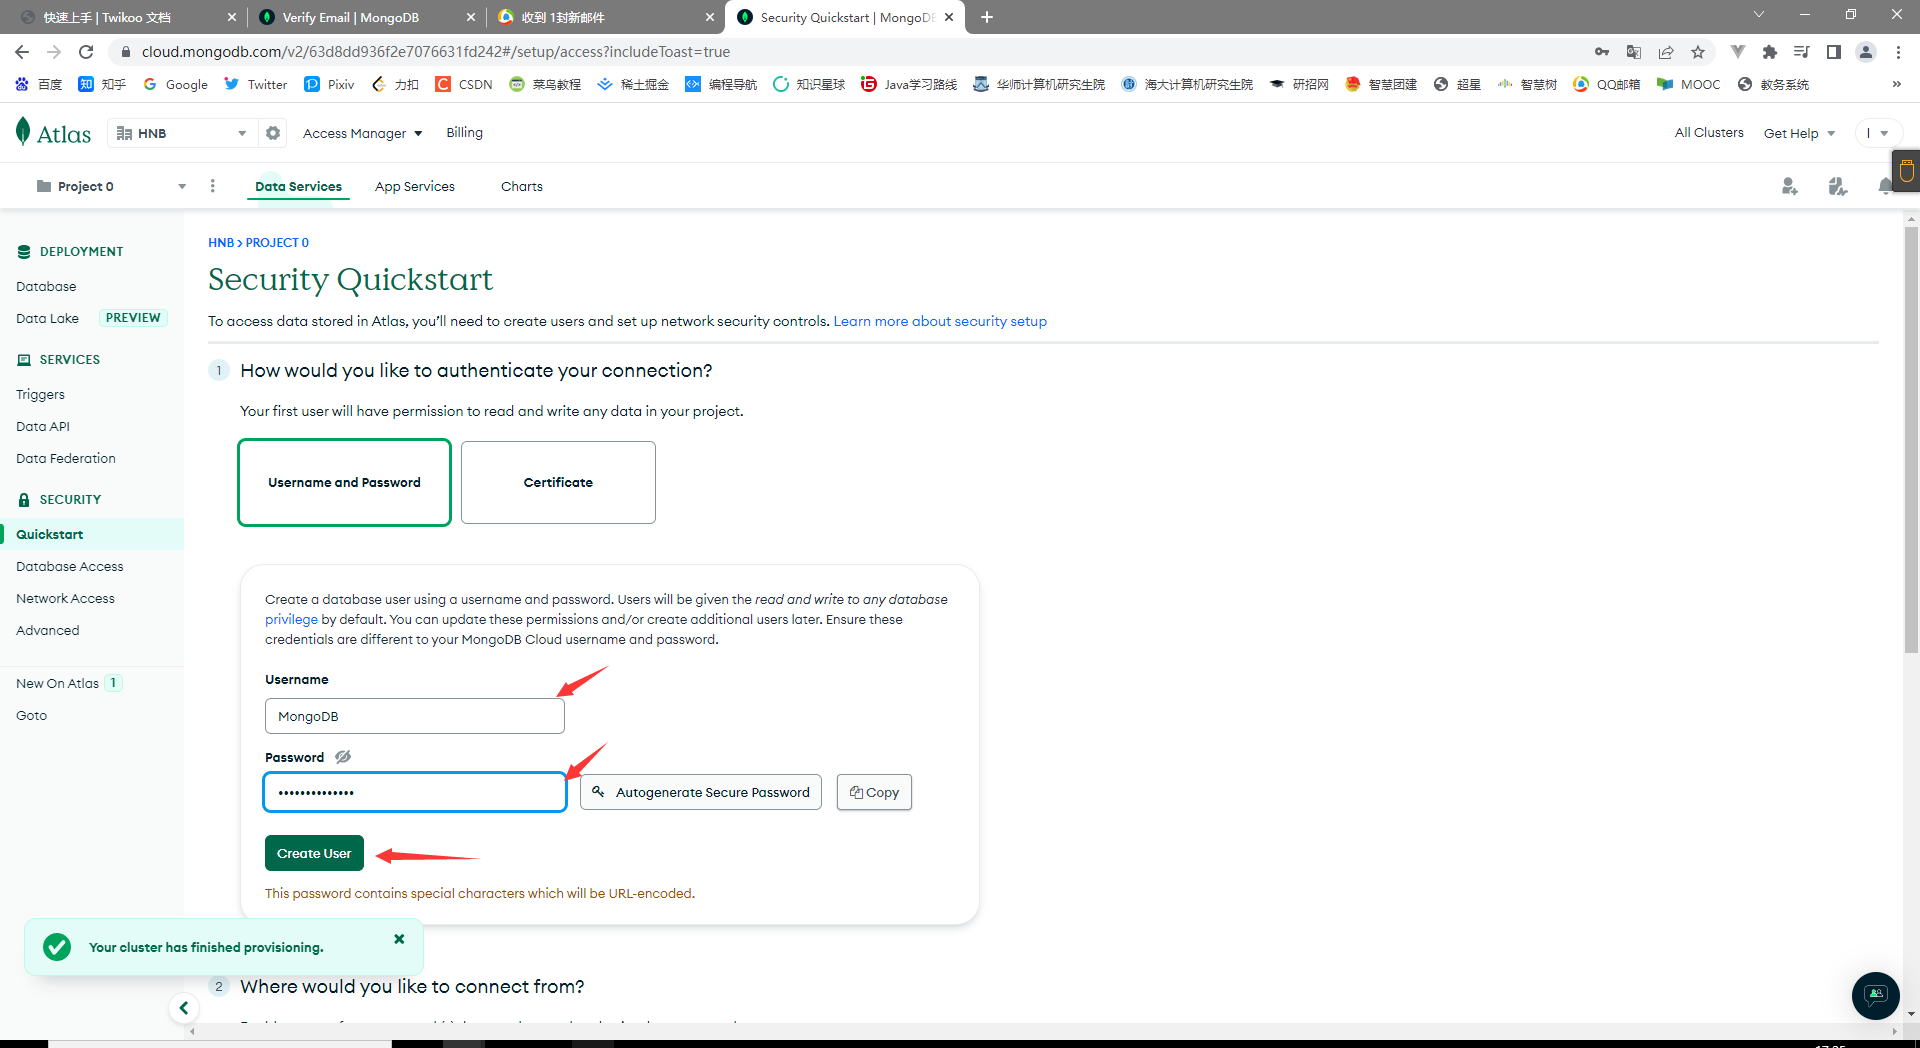 快速上手 | Twikoo 文档
Verify Email | MongoDB
收到 1封新邮件
Security Quickstart | MongoDB
cloud.mongodb.com/v2/63d8dd936f2e7076631fd242#/setup/access?includeToast=true
百度 知乎 Google Twitter Pixiv 力扣 CSDN 菜鸟教程 稀土掘金 编程导航 知识星球 Java学习路线 华师计算机研究生院 海大计算机研究生院 研招网 智慧团建 超星 智慧树 QQ邮箱 MOOC 教务系统 »
Atlas HNB Access Manager Billing All Clusters Get Help I
Project 0 Data Services App Services Charts
DEPLOYMENT
Database
Data Lake PREVIEW
SERVICES
Triggers
Data API
Data Federation
SECURITY
Quickstart
Database Access
Network Access
Advanced
New On Atlas 1
Goto
HNB > PROJECT 0
Security Quickstart
To access data stored in Atlas, you’ll need to create users and set up network security controls. Learn more about security setup
1 How would you like to authenticate your connection?
Your first user will have permission to read and write any data in your project.
Username and Password
Certificate
Create a database user using a username and password. Users will be given the read and write to any database
privilege by default. You can update these permissions and/or create additional users later. Ensure these
credentials are different to your MongoDB Cloud username and password.
Username
MongoDB
Password
••••••••••••••
Autogenerate Secure Password
Copy
Create User
This password contains special characters which will be URL-encoded.
Your cluster has finished provisioning.
2 Where would you like to connect from?